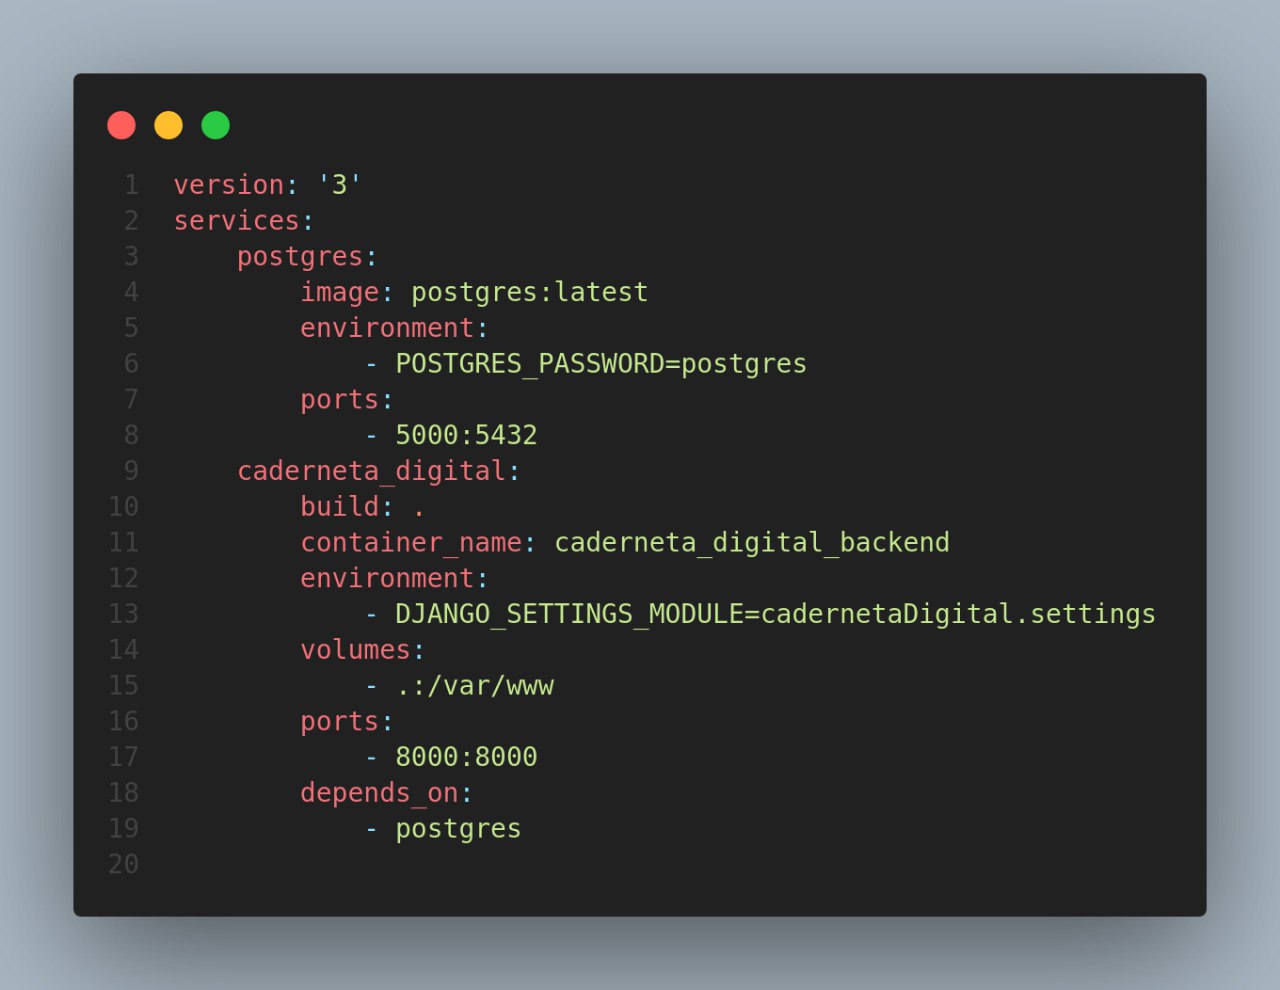 1 version: '3'
2 services:
3     postgres:
4         image: postgres:latest
5         environment:
6             - POSTGRES_PASSWORD=postgres
7         ports:
8             - 5000:5432
9     caderneta_digital:
10         build: .
11         container_name: caderneta_digital_backend
12         environment:
13             - DJANGO_SETTINGS_MODULE=cadernetaDigital.settings
14         volumes:
15             - .:/var/www
16         ports:
17             - 8000:8000
18         depends_on:
19             - postgres
20